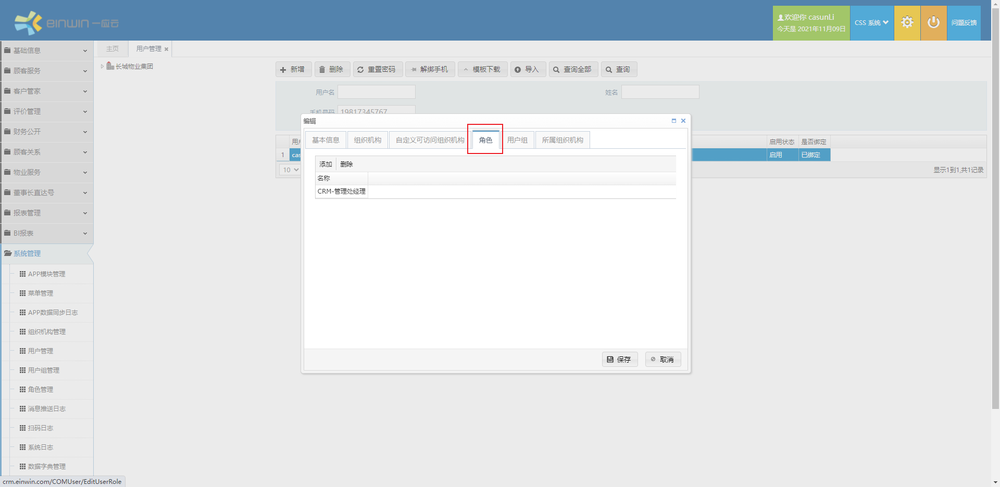 einwin 一应云
欢迎你 casunLi
今天是 2021年11月09日
CSS 系统
问题反馈
基础信息
顾客服务
客户管家
评价管理
财务公开
顾客关系
物业服务
董事长直达号
报表管理
BI报表
系统管理
APP模块管理
菜单管理
APP数据同步日志
组织机构管理
用户管理
用户组管理
角色管理
消息推送日志
扫码日志
系统日志
数据字典管理
主页
用户管理
长城物业集团
新增 删除 重置密码 解绑手机 模板下载 导入 查询全部 查询
用户名
姓名
手机号码 19817345767
用户
启用状态 是否绑定
1 cas
启用 已绑定
10
显示1到1,共1记录
编辑
基本信息 组织机构 自定义可访问组织机构 角色 用户组 所属组织机构
添加 删除
名称
CRM-管理处经理
保存 取消
crm.einwin.com/COMUser/EditUserRole